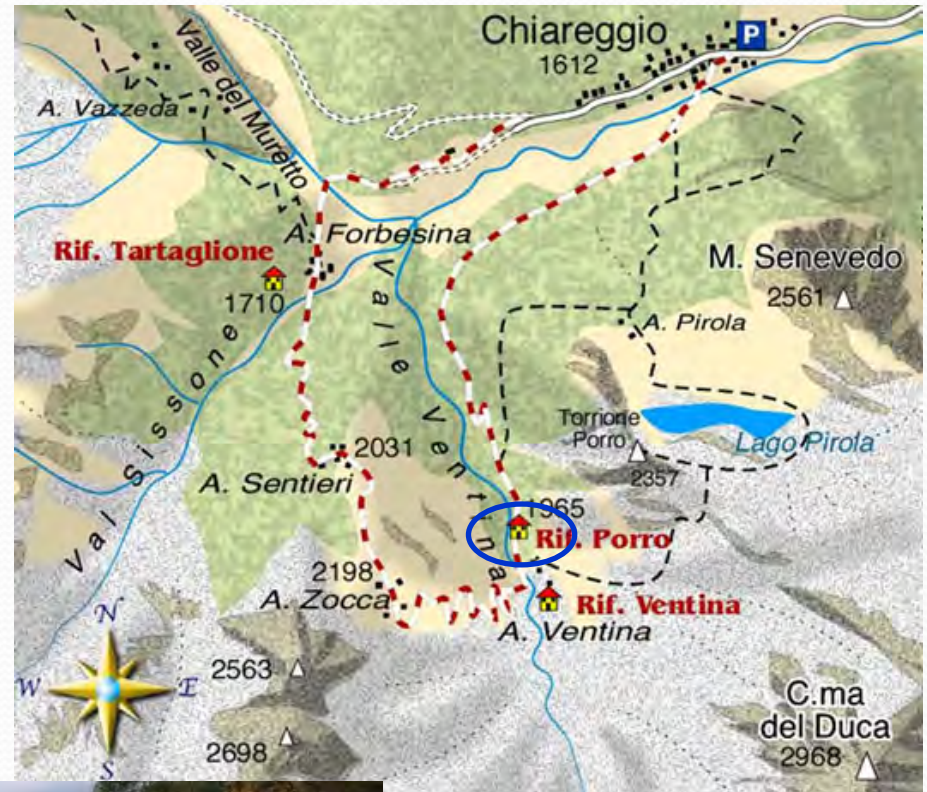 Chiareggio
1612
P
Valle del Muretto
A. Vazzeda
A. Forbesina
Rif. Tartaglione
1710
M. Senevedo
2561
A. Pirola
Valle Ventina
Val Sissone
Torrione
Porro
2357
Lago Pirola
2031
A. Sentieri
1965
Rif. Porro
2198
A. Zocca
Rif. Ventina
A. Ventina
N
W
E
S
2563
2698
C.ma
del Duca
2968